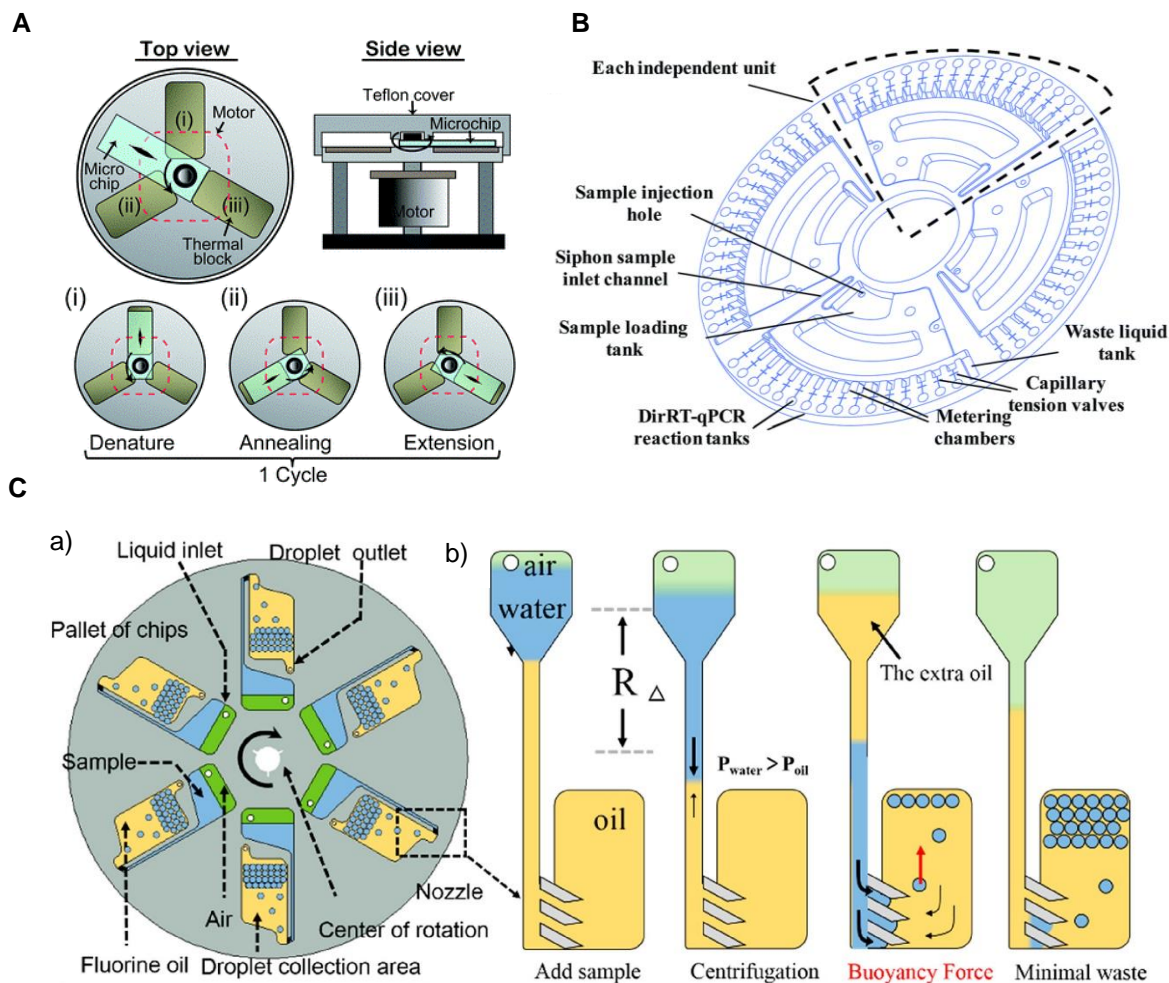 A
Top view
Side view
(i)
Motor
Micro
chip
(ii)
(iii)
Thermal
block
Teflon cover
Microchip
Motor
(i)
(ii)
(iii)
Denature
Annealing
Extension
1 Cycle
B
Each independent unit
Sample injection
hole
Siphon sample
inlet channel
Sample loading
tank
DirRT-qPCR
reaction tanks
Metering
chambers
Capillary
tension valves
Waste liquid
tank
C
a)
Liquid inlet
Droplet outlet
Pallet of chips
Sample
Air
Nozzle
Center of rotation
Fluorine oil
Droplet collection area
b)
air
water
R △
P water > P oil
The extra oil
oil
Add sample
Centrifugation
Buoyancy Force
Minimal waste